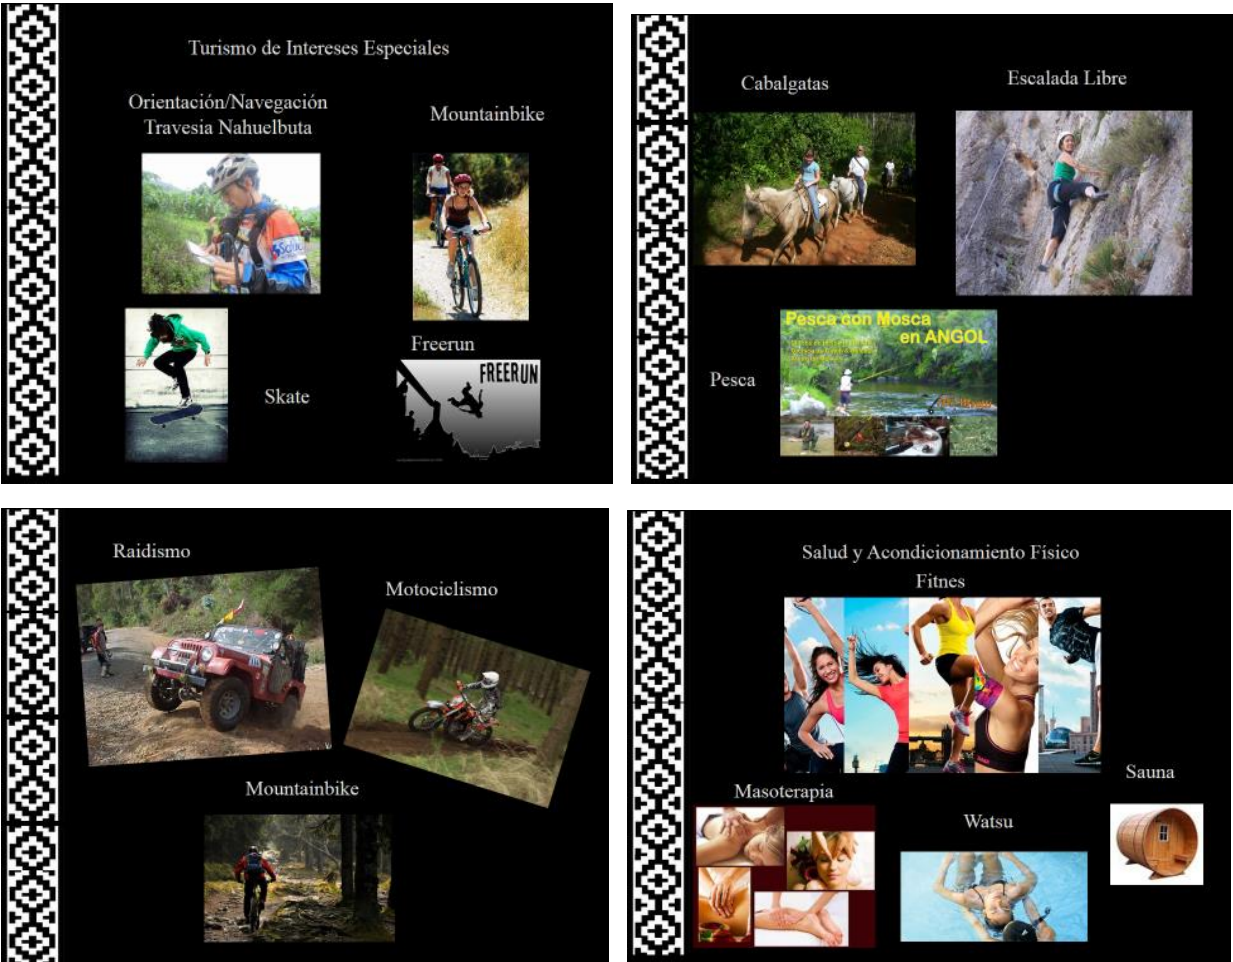 Turismo de Intereses Especiales
Orientación/Navegación
Travesia Nahuelbuta
Mountainbike
Skate
Freerun
FREERUN
Cabalgatas
Escalada Libre
Pesca
Pesca con Mosca
en ANGOL
Raidismo
Motociclismo
Mountainbike
Salud y Acondicionamiento Físico
Fitnes
Masoterapia
Watsu
Sauna